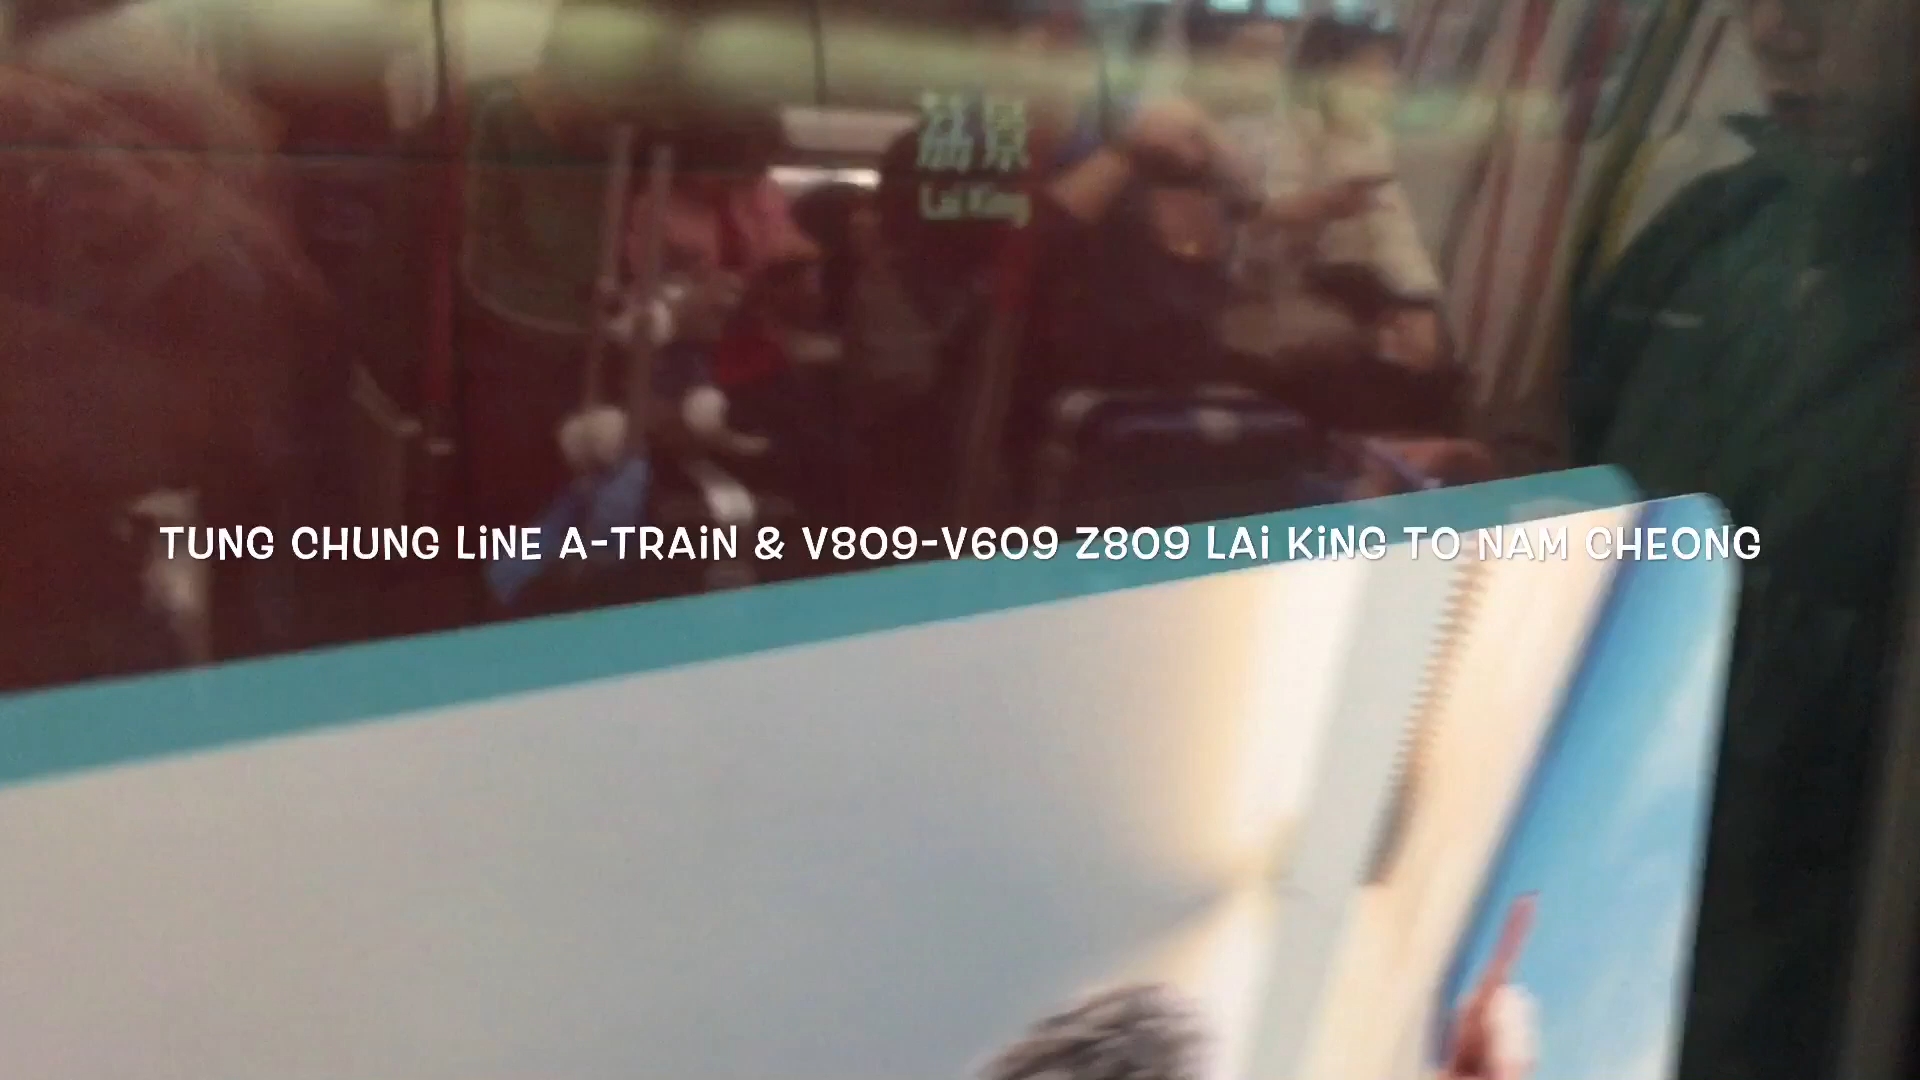 荔景
Lai King
TUNG CHUNG LiNE A-TRAiN & V809-V609 Z809 LAi KiNG TO NAM CHEONG